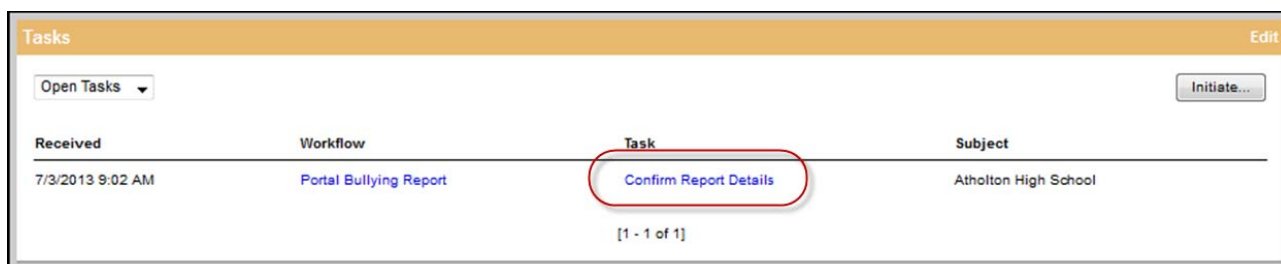 Tasks Edit
Open Tasks Initiate...
Received Workflow Task Subject
7/3/2013 9:02 AM Portal Bullying Report Confirm Report Details Atholton High School
[1 - 1 of 1]